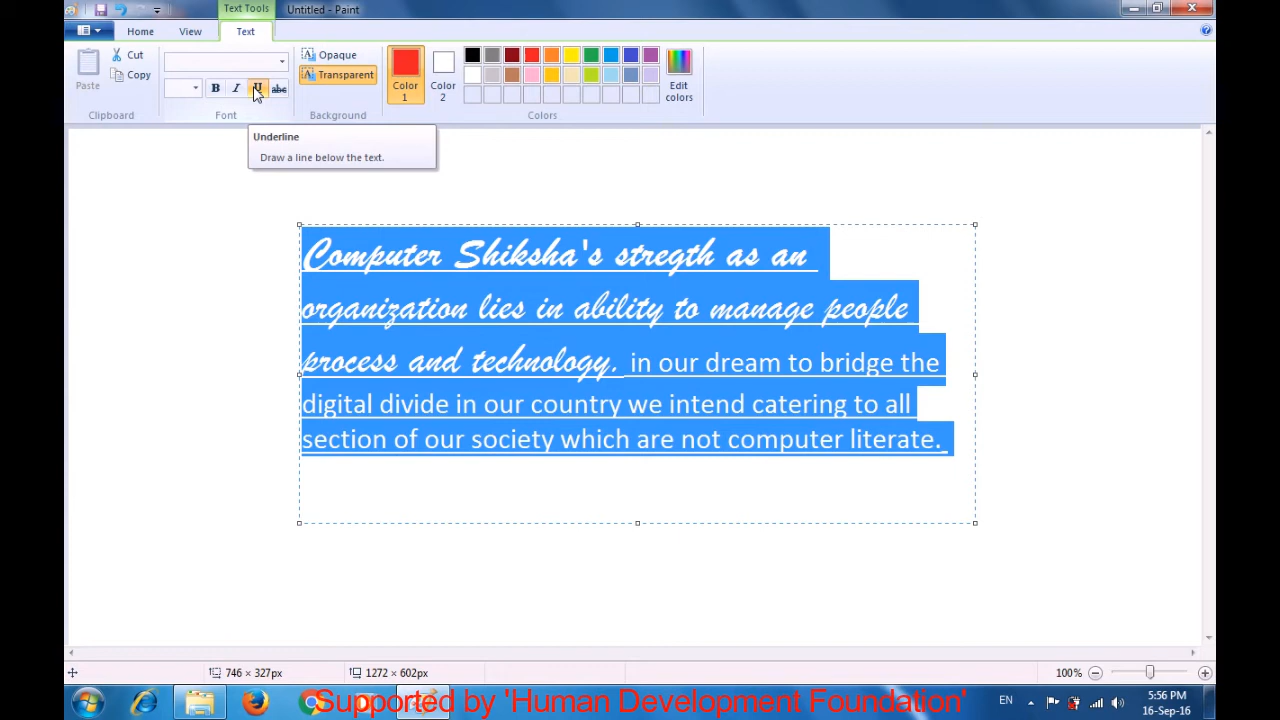 Text Tools
Untitled - Paint
Home
View
Text
Paste
Cut
Copy
Clipboard
B I U abc
Font
Opaque
Transparent
Background
Color 1
Color 2
Edit colors
Colors
Underline
Draw a line below the text.
Computer Shiksha's stregth as an
organization lies in ability to manage people
process and technology. in our dream to bridge the
digital divide in our country we intend catering to all
section of our society which are not computer literate.
746 × 327px
1272 × 602px
100%
Supported by 'Human Development Foundation'
EN
5:56 PM
16-Sep-16